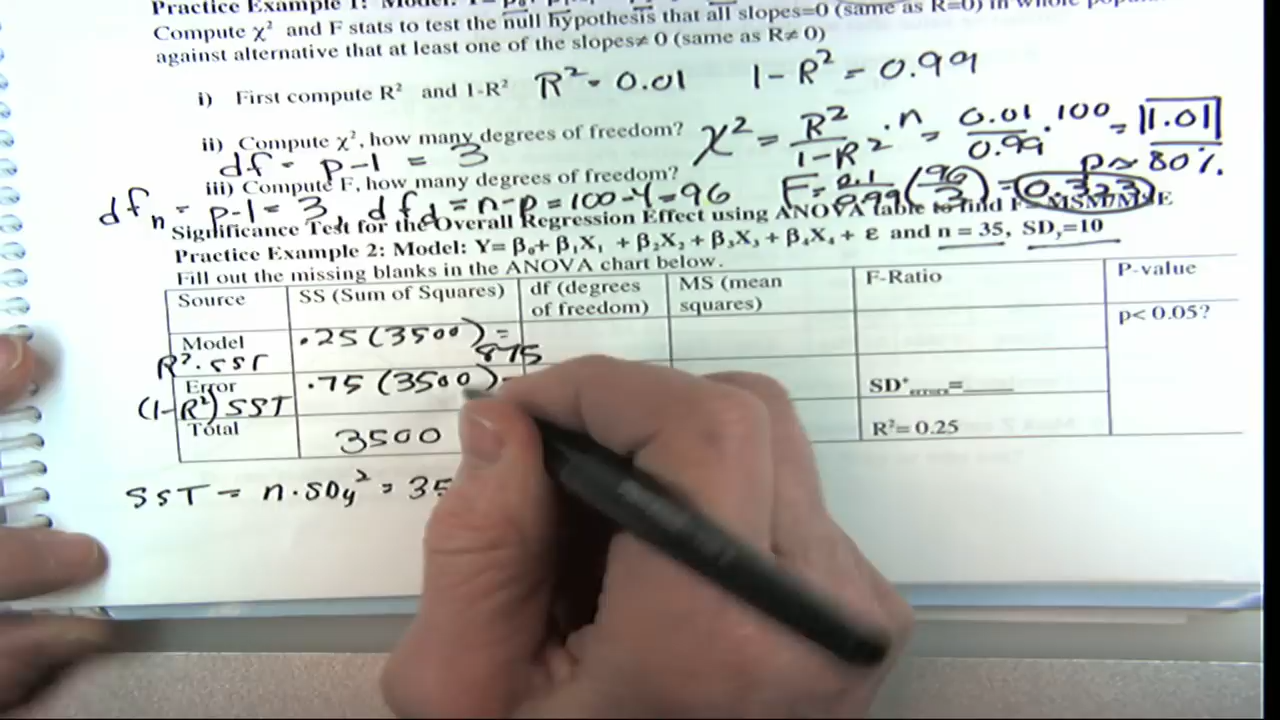 Practice Example 1: Model: Y=
Compute χ² and F stats to test the null hypothesis that all slopes=0 (same as R=0) in whole
against alternative that at least one of the slopes≠ 0 (same as R≠ 0)
i) First compute R² and 1-R² R² = 0.01 1 - R² = 0.99
ii) Compute χ², how many degrees of freedom? χ² = R²/1-R² · n = 0.01/0.99 · 100 = 1.01
df = p-1 = 3 p ≈ 80%
iii) Compute F, how many degrees of freedom? F = 0.1/0.99 (96/3) = 0.323
df n = p-1 = 3, df d = n-p = 100-4 = 96
Significance Test for the Overall Regression Effect using ANOVA table to find F= MSM/MSE
Practice Example 2: Model: Y= β₀+ β₁X₁ + β₂X₂ + β₃X₃ + β₄X₄ + ε and n = 35, SDy=10
Fill out the missing blanks in the ANOVA chart below.
Source SS (Sum of Squares) df (degrees of freedom) MS (mean squares) F-Ratio P-value
Model .25 (3500) = 875 p< 0.05?
R².SST
Error .75 (3500) = SD⁺errors=____
(1-R²) SST
Total 3500 R²= 0.25
SST = n·SDy² = 35